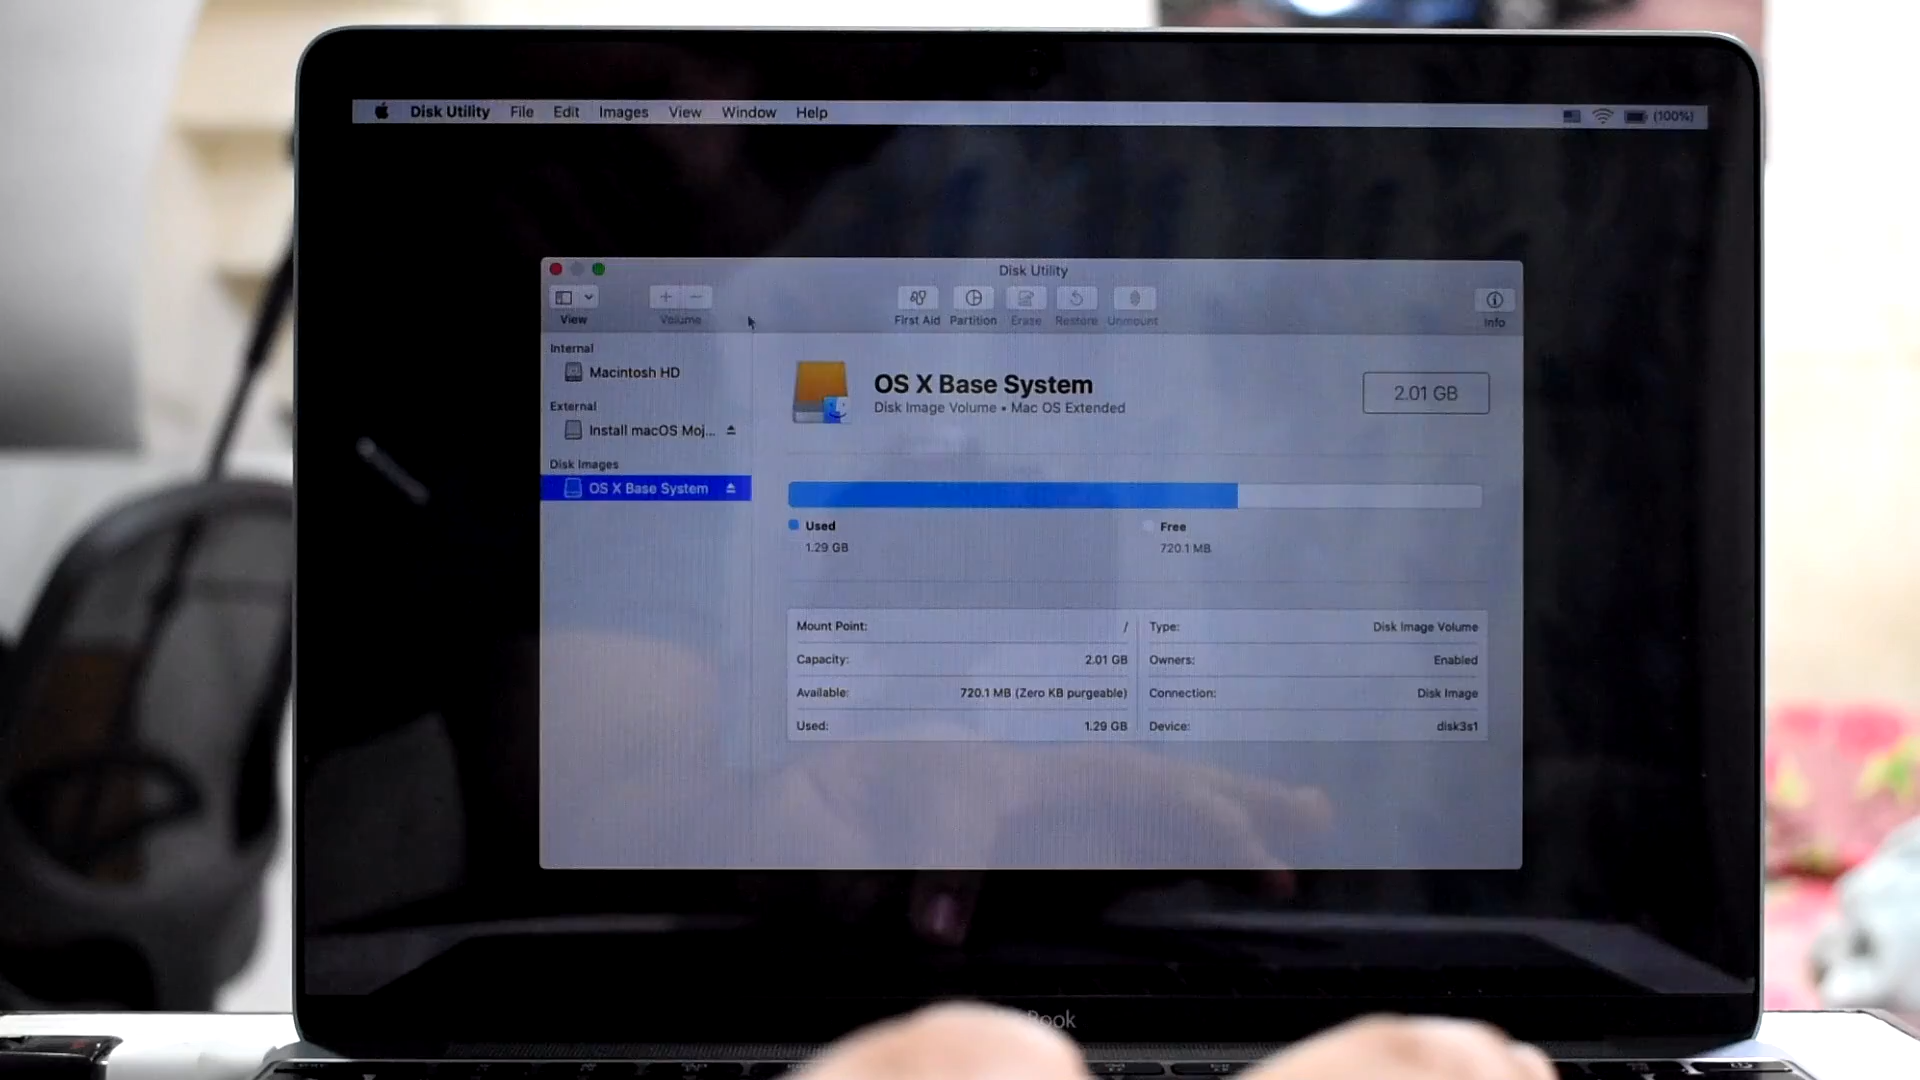 Disk Utility File Edit Images View Window Help (100%)
Disk Utility
View Volume First Aid Partition Erase Restore Unmount Info
Internal
Macintosh HD
External
Install macOS Moj...
Disk Images
OS X Base System
OS X Base System
Disk Image Volume • Mac OS Extended
2.01 GB
Used
1.29 GB
Free
720.1 MB
Mount Point: /
Capacity: 2.01 GB
Available: 720.1 MB (Zero KB purgeable)
Used: 1.29 GB
Type: Disk Image Volume
Owners: Enabled
Connection: Disk Image
Device: disk3s1
Book